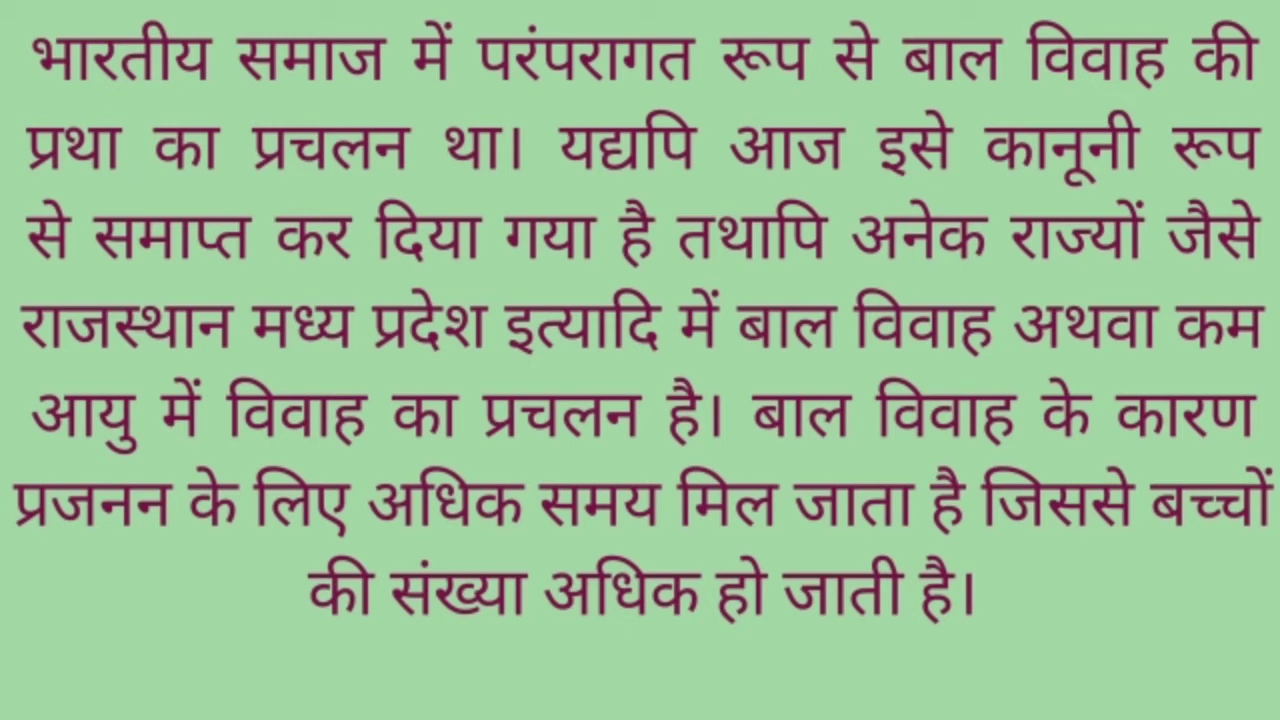 भारतीय समाज में परंपरागत रूप से बाल विवाह की
प्रथा का प्रचलन था। यद्यपि आज इसे कानूनी रूप
से समाप्त कर दिया गया है तथापि अनेक राज्यों जैसे
राजस्थान मध्य प्रदेश इत्यादि में बाल विवाह अथवा कम
आयु में विवाह का प्रचलन है। बाल विवाह के कारण
प्रजनन के लिए अधिक समय मिल जाता है जिससे बच्चों
की संख्या अधिक हो जाती है।